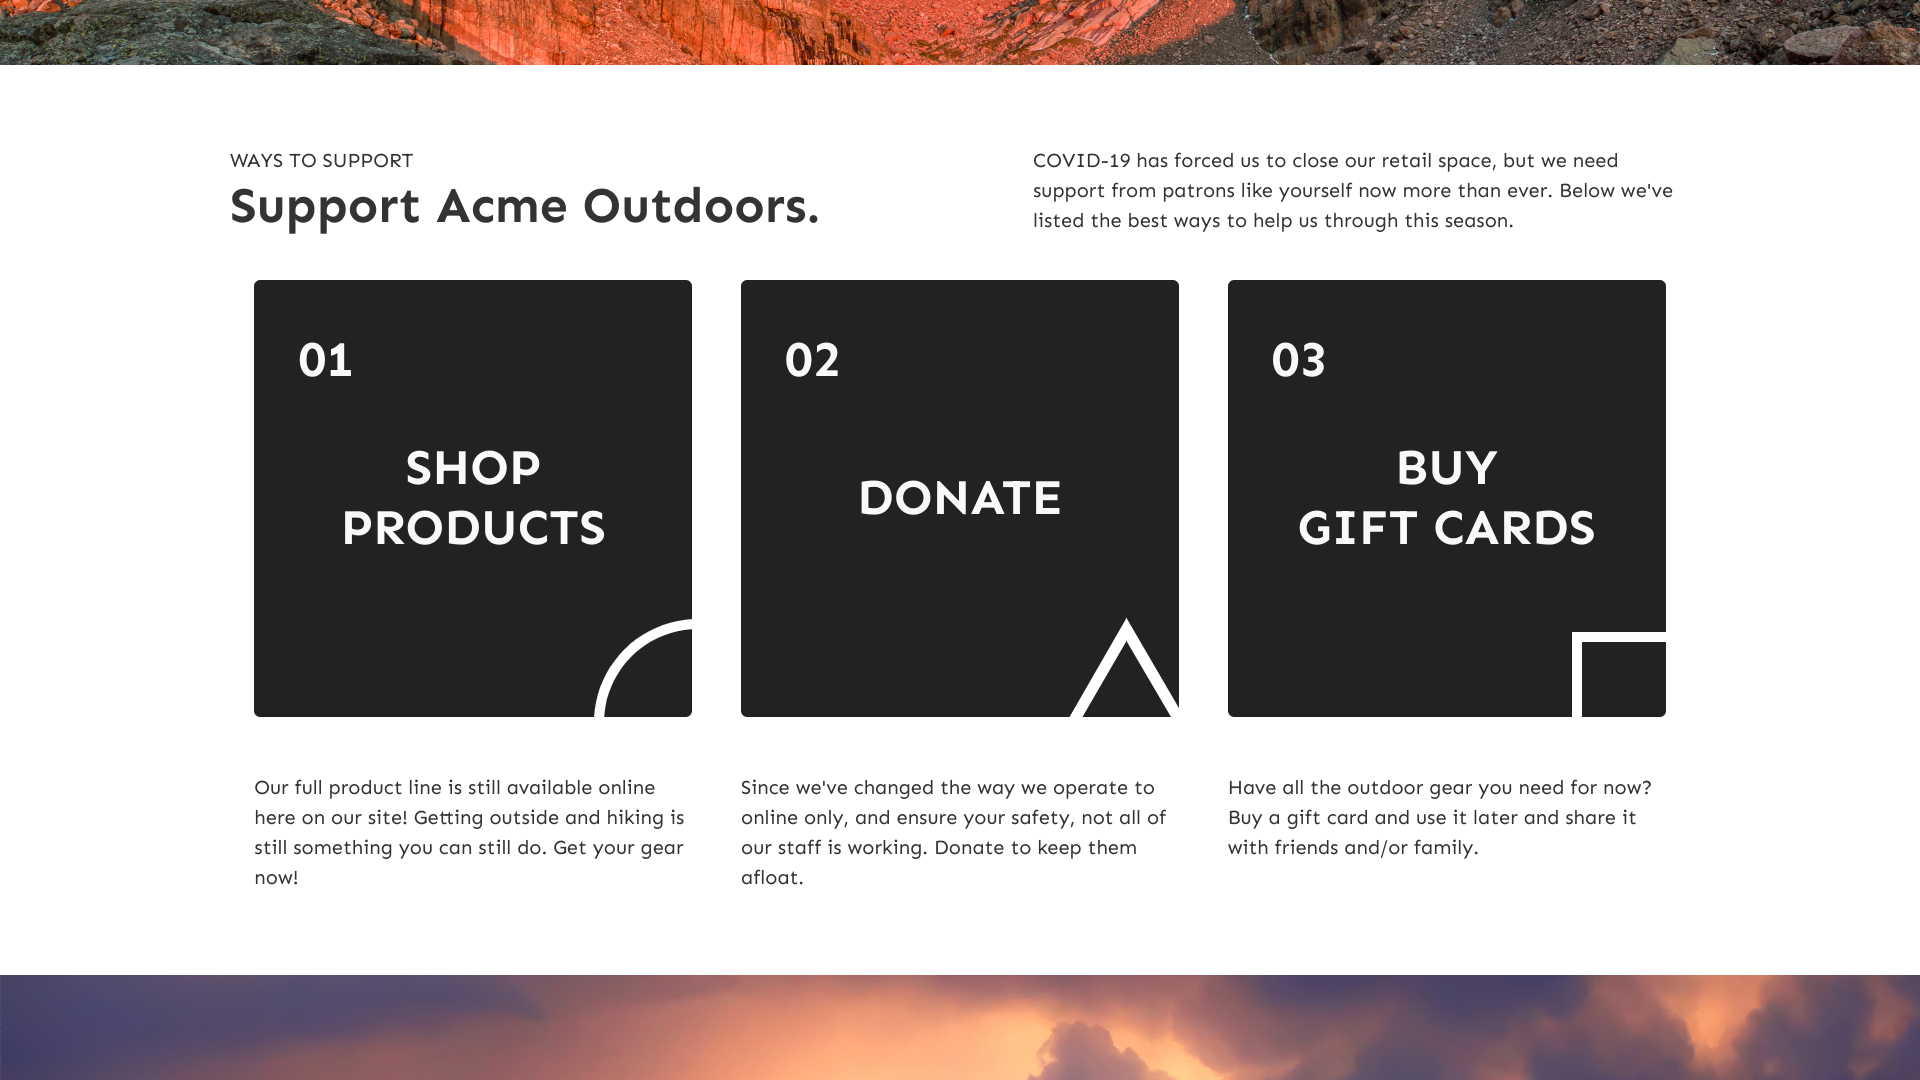 WAYS TO SUPPORT
Support Acme Outdoors.
COVID-19 has forced us to close our retail space, but we need
support from patrons like yourself now more than ever. Below we've
listed the best ways to help us through this season.
01
SHOP
PRODUCTS
02
DONATE
03
BUY
GIFT CARDS
Our full product line is still available online
here on our site! Getting outside and hiking is
still something you can still do. Get your gear
now!
Since we've changed the way we operate to
online only, and ensure your safety, not all of
our staff is working. Donate to keep them
afloat.
Have all the outdoor gear you need for now?
Buy a gift card and use it later and share it
with friends and/or family.